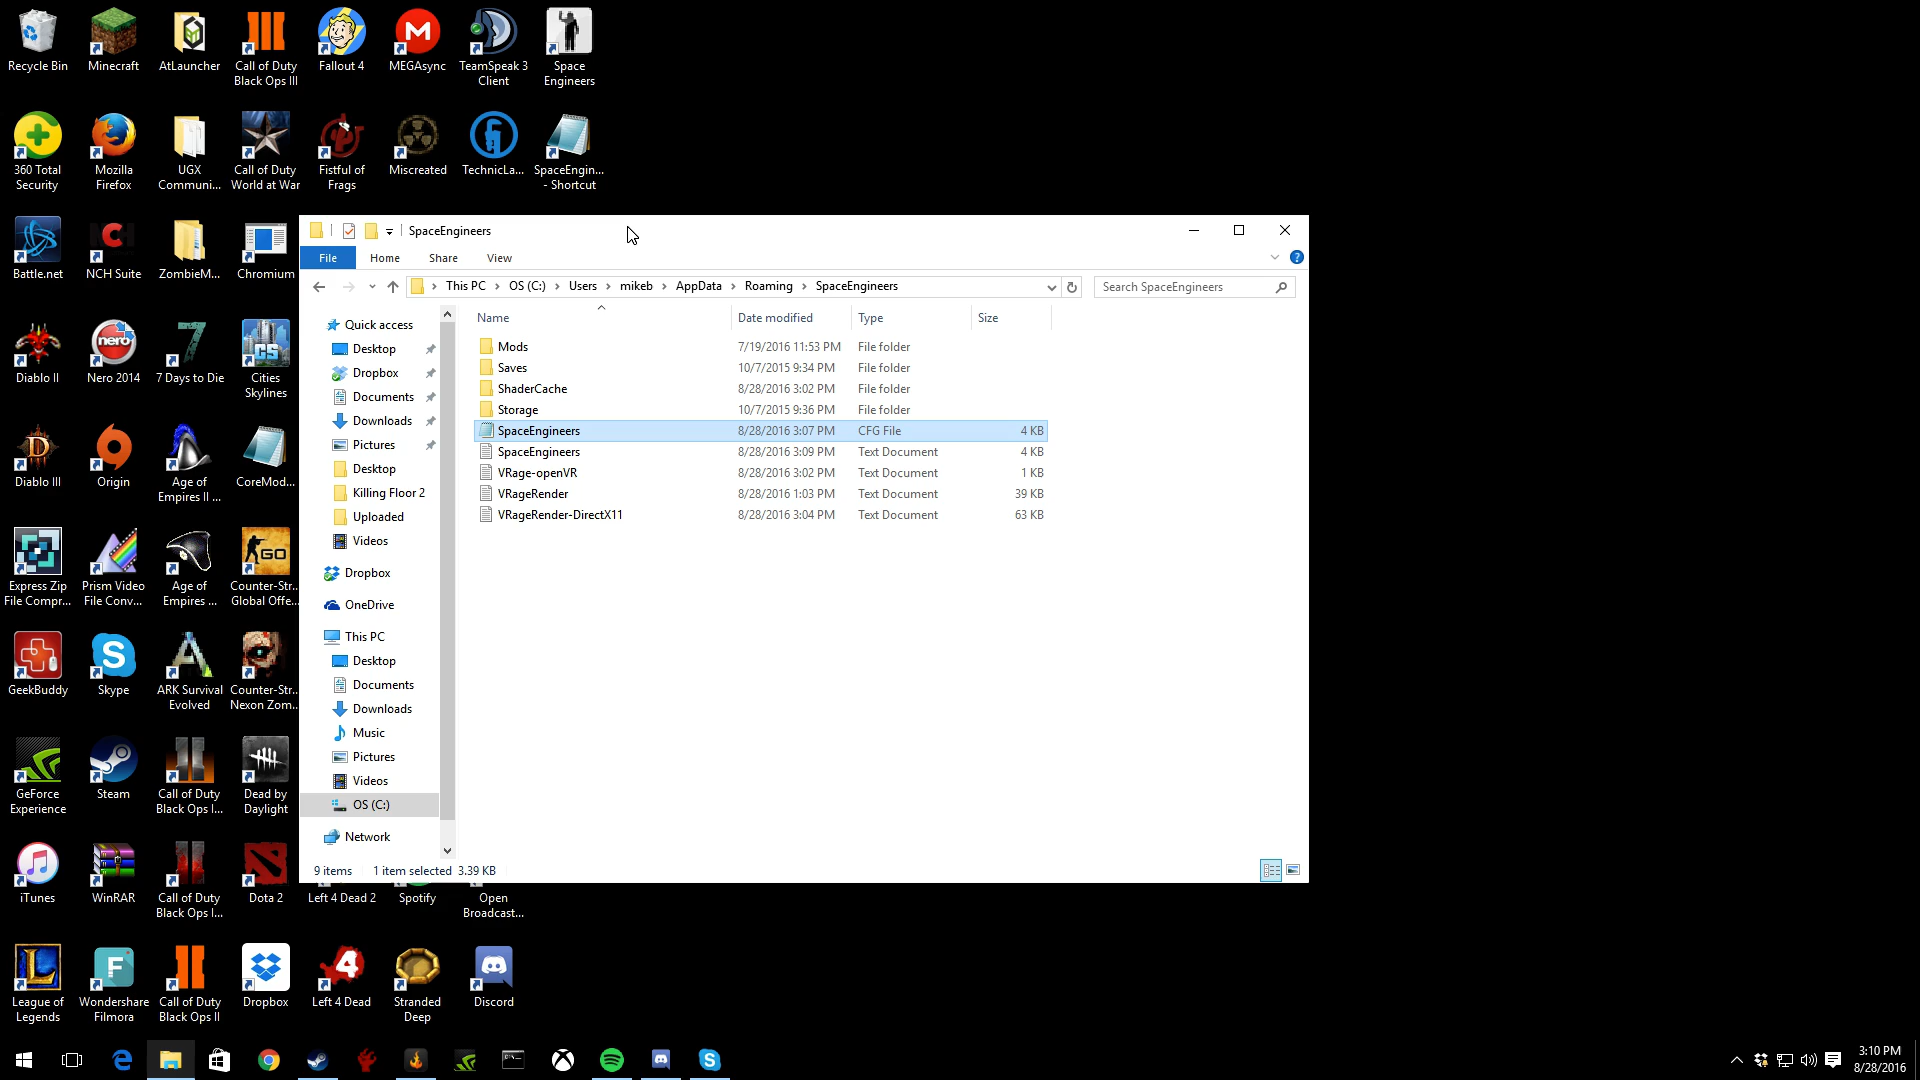 Recycle Bin
Minecraft
AtLauncher
Call of Duty
Black Ops III
Fallout 4
MEGAsync
TeamSpeak 3
Client
Space
Engineers
360 Total
Security
Mozilla
Firefox
UGX
Communi...
Call of Duty
World at War
Fistful of
Frags
Miscreated
TechnicLa...
SpaceEngin...
- Shortcut
Battle.net
NCH Suite
ZombieM...
Chromium
Diablo II
Nero 2014
7 Days to Die
Cities
Skylines
Diablo III
Origin
Age of
Empires II ...
CoreMod...
Express Zip
File Compr...
Prism Video
File Conv...
Age of
Empires ...
Counter-Str...
Global Offe...
GeekBuddy
Skype
ARK Survival
Evolved
Counter-Str...
Nexon Zom...
GeForce
Experience
Steam
Call of Duty
Black Ops I...
Dead by
Daylight
iTunes
WinRAR
Call of Duty
Black Ops I...
Dota 2
Left 4 Dead 2
Spotify
Open
Broadcast...
League of
Legends
Wondershare
Filmora
Call of Duty
Black Ops II
Dropbox
Left 4 Dead
Stranded
Deep
Discord
SpaceEngineers
File
Home
Share
View
This PC
OS (C:)
Users
mikeb
AppData
Roaming
SpaceEngineers
Search SpaceEngineers
Quick access
Desktop
Dropbox
Documents
Downloads
Pictures
Desktop
Killing Floor 2
Uploaded
Videos
Dropbox
OneDrive
This PC
Desktop
Documents
Downloads
Music
Pictures
Videos
OS (C:)
Network
Name Date modified Type Size
Mods 7/19/2016 11:53 PM File folder
Saves 10/7/2015 9:34 PM File folder
ShaderCache 8/28/2016 3:02 PM File folder
Storage 10/7/2015 9:36 PM File folder
SpaceEngineers 8/28/2016 3:07 PM CFG File 4 KB
SpaceEngineers 8/28/2016 3:09 PM Text Document 4 KB
VRage-openVR 8/28/2016 3:02 PM Text Document 1 KB
VRageRender 8/28/2016 1:03 PM Text Document 39 KB
VRageRender-DirectX11 8/28/2016 3:04 PM Text Document 63 KB
9 items 1 item selected 3.39 KB
3:10 PM
8/28/2016